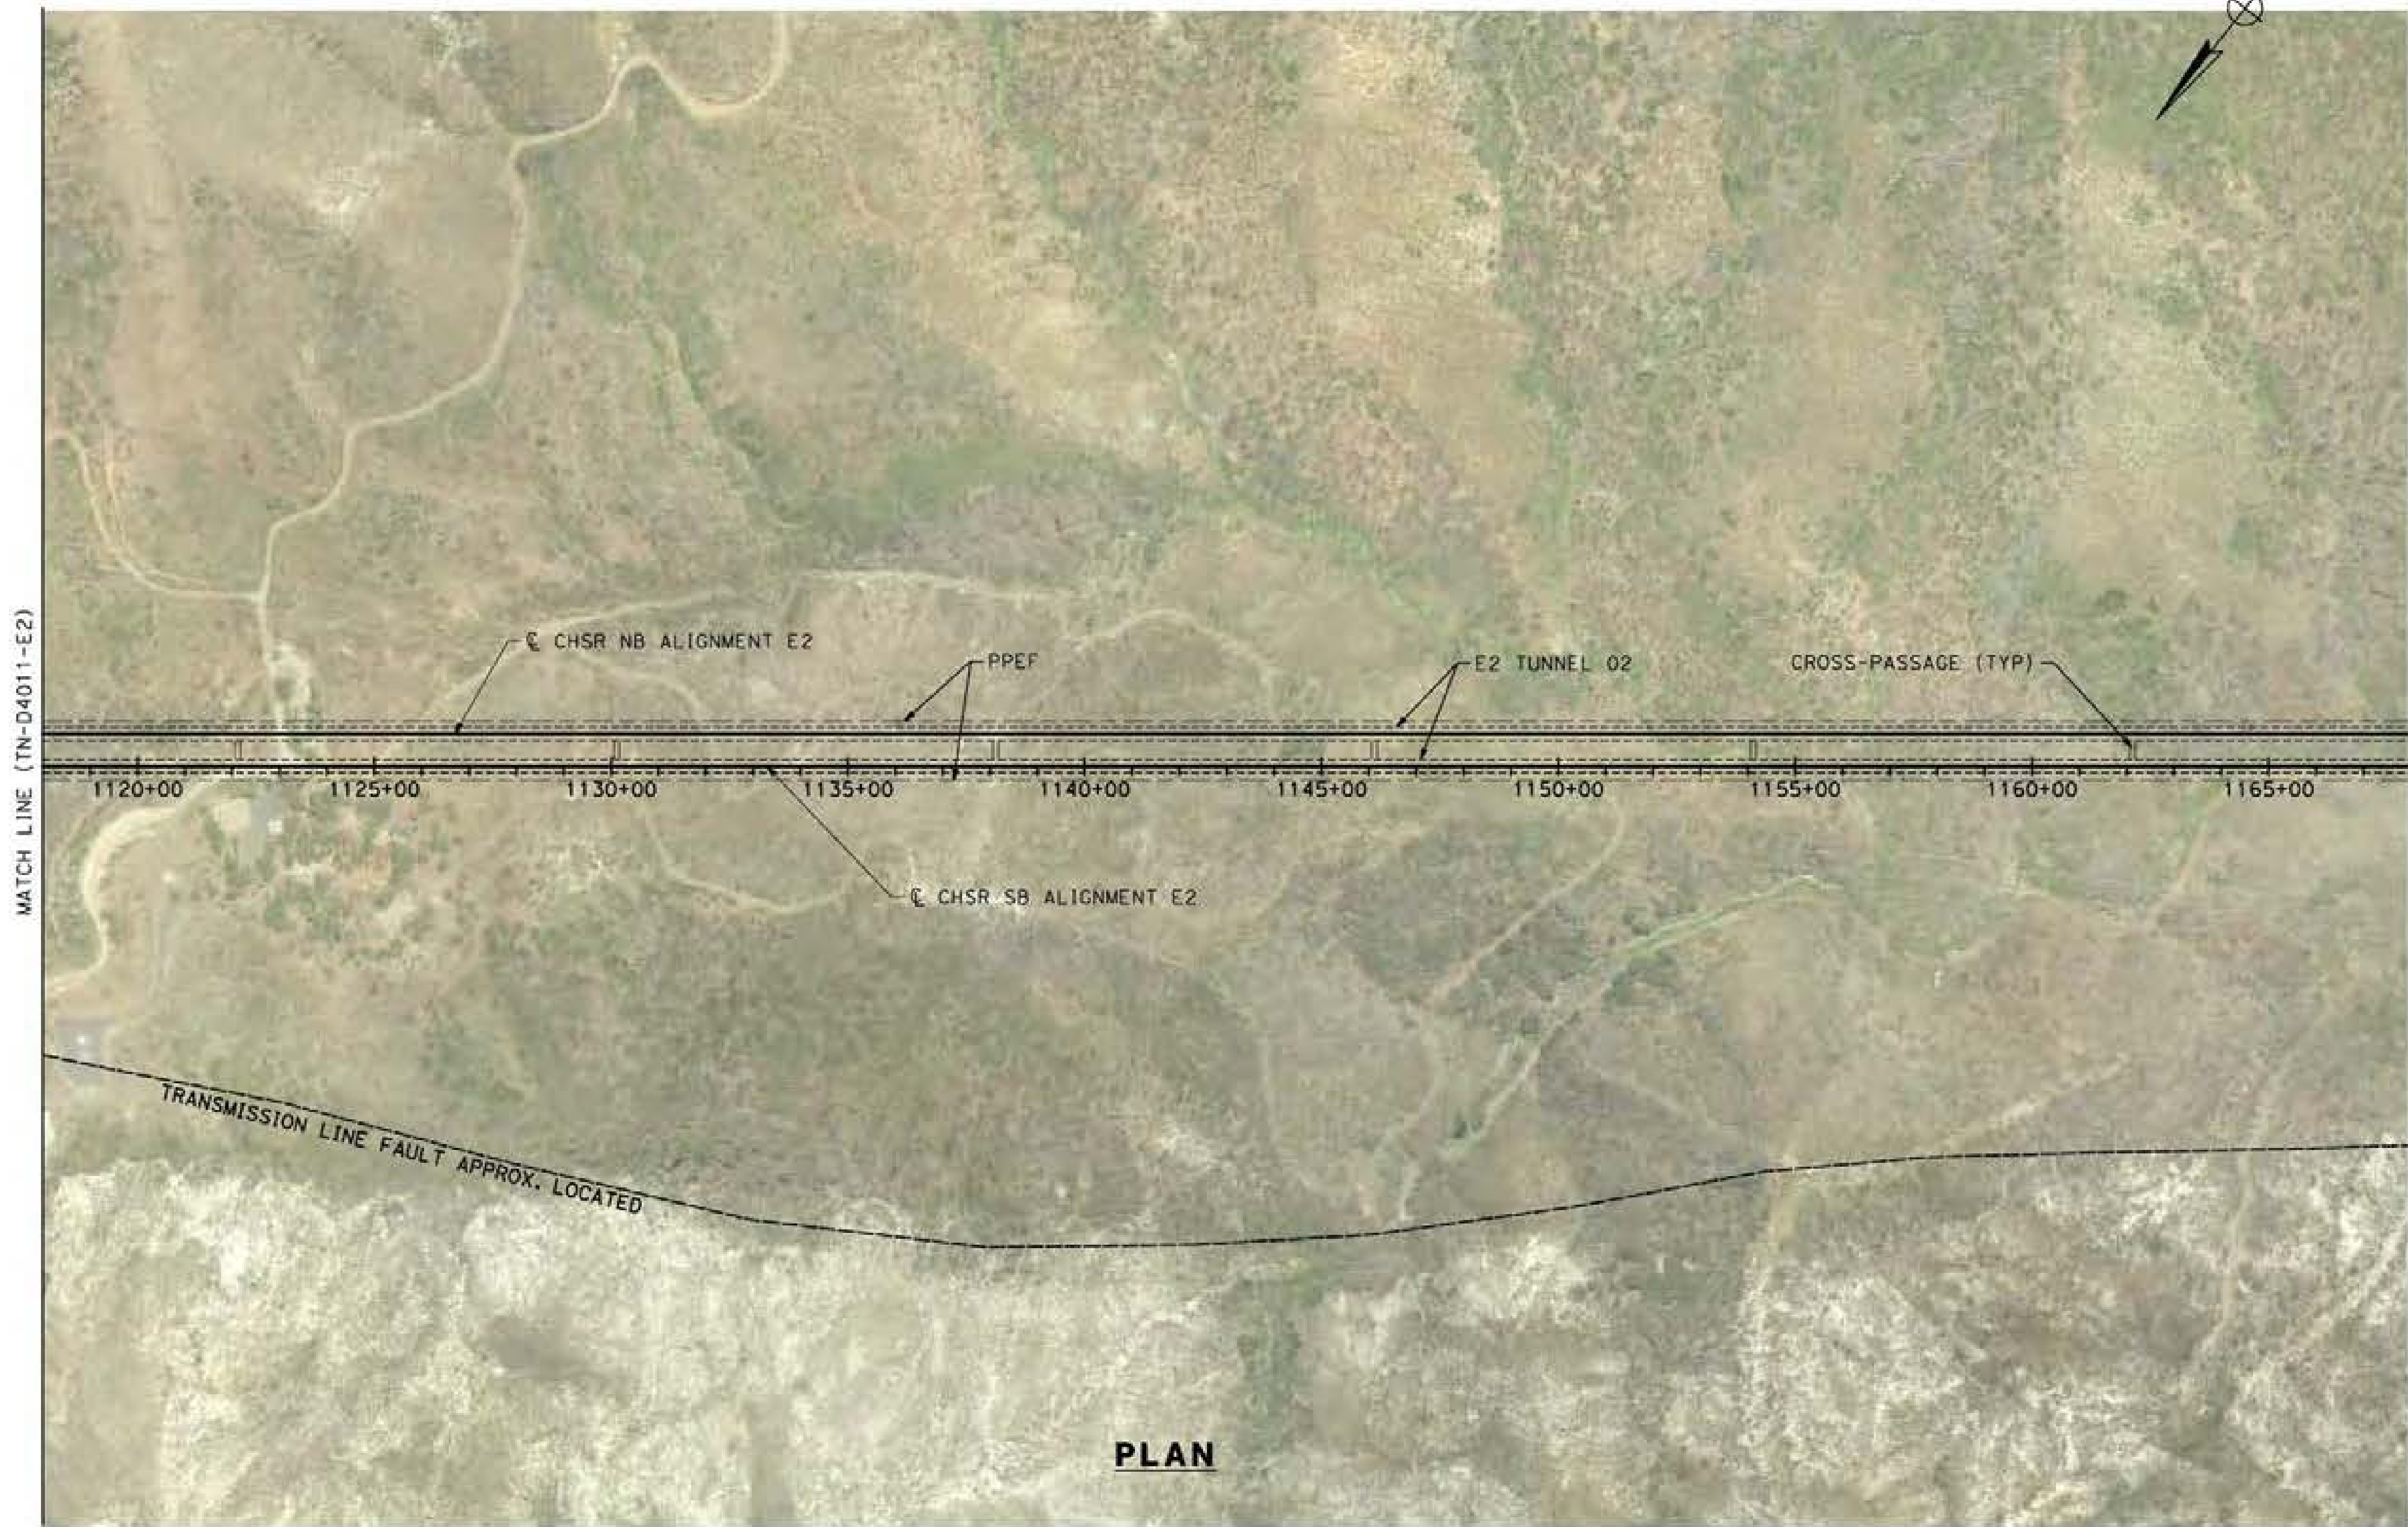 MATCH LINE (TN-D4011-E2)
℄ CHSR NB ALIGNMENT E2
PPEF
E2 TUNNEL 02
CROSS-PASSAGE (TYP)
1120+00 1125+00 1130+00 1135+00 1140+00 1145+00 1150+00 1155+00 1160+00 1165+00
℄ CHSR SB ALIGNMENT E2
TRANSMISSION LINE FAULT APPROX. LOCATED
PLAN